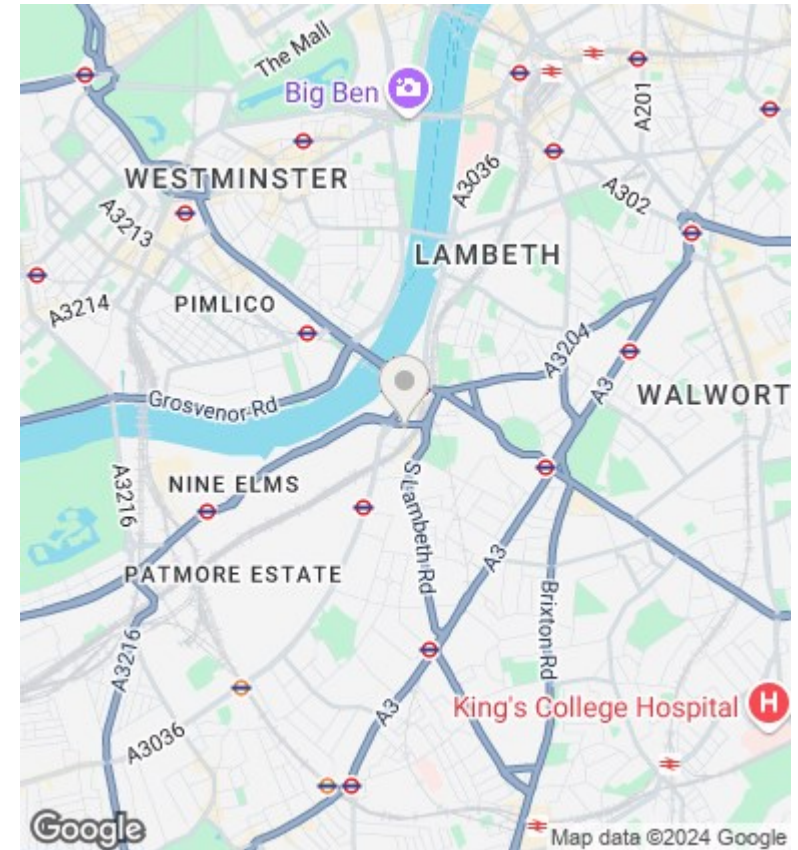 The Mall
Big Ben
A201
WESTMINSTER
A3036
A302
A3213
LAMBETH
A3214
PIMLICO
A3204
A3
WALWORT
Grosvenor Rd
A3216
NINE ELMS
S Lambeth Rd
A3
PATMORE ESTATE
Brixton Rd
A3216
King's College Hospital
H
A3
A3036
Google
Map data ©2024 Google